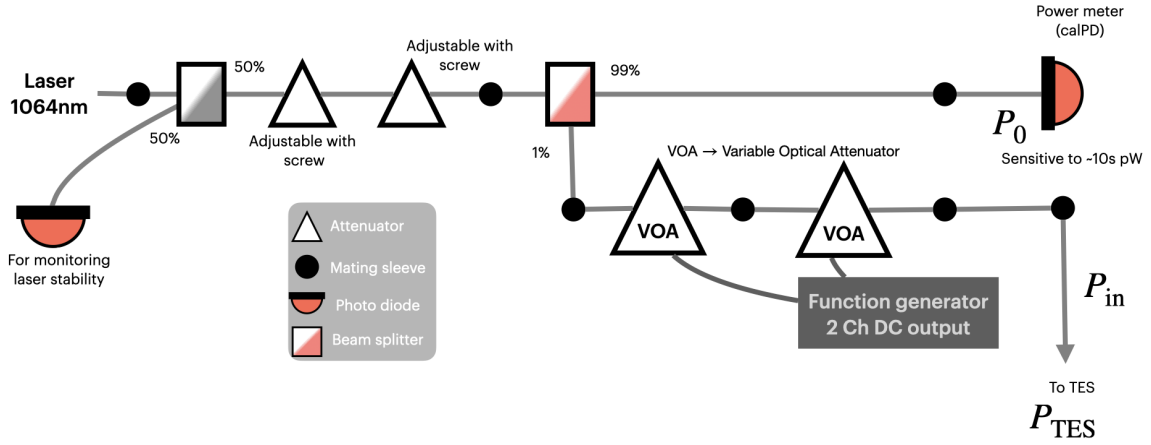 Power meter
(calPD)
Adjustable with
screw
50%
99%
Laser
1064nm
P0
50%
Adjustable with
screw
1%
VOA → Variable Optical Attenuator
Sensitive to ~10s pW
VOA
VOA
For monitoring
laser stability
Attenuator
Mating sleeve
Photo diode
Beam splitter
Function generator
2 Ch DC output
Pin
To TES
PTES